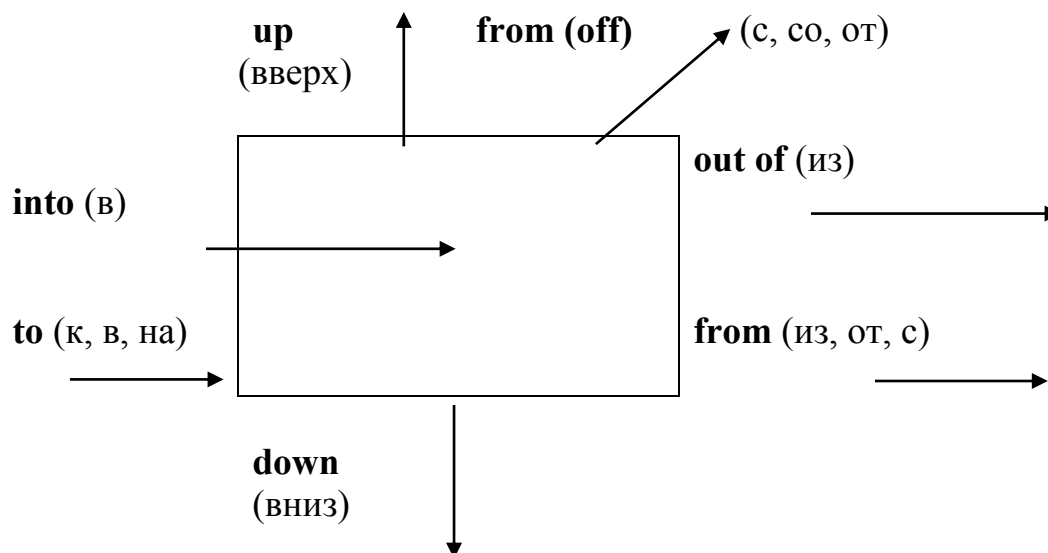 up from (off) (с, со, от)
(вверх)
out of (из)
into (в)
to (к, в, на) from (из, от, с)
down
(вниз)